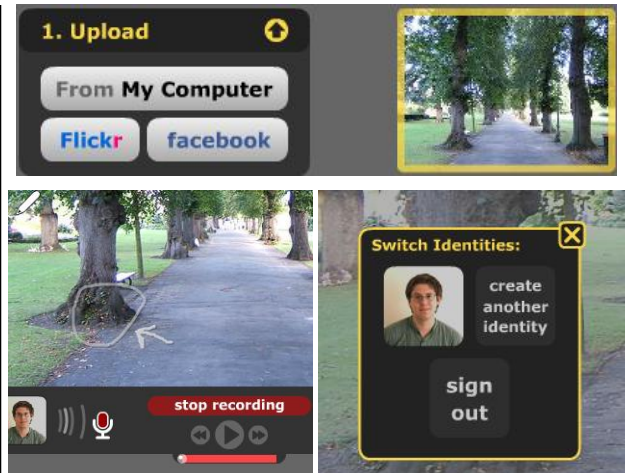 1. Upload
From My Computer
Flickr facebook
stop recording
Switch Identities:
create
another
identity
sign
out